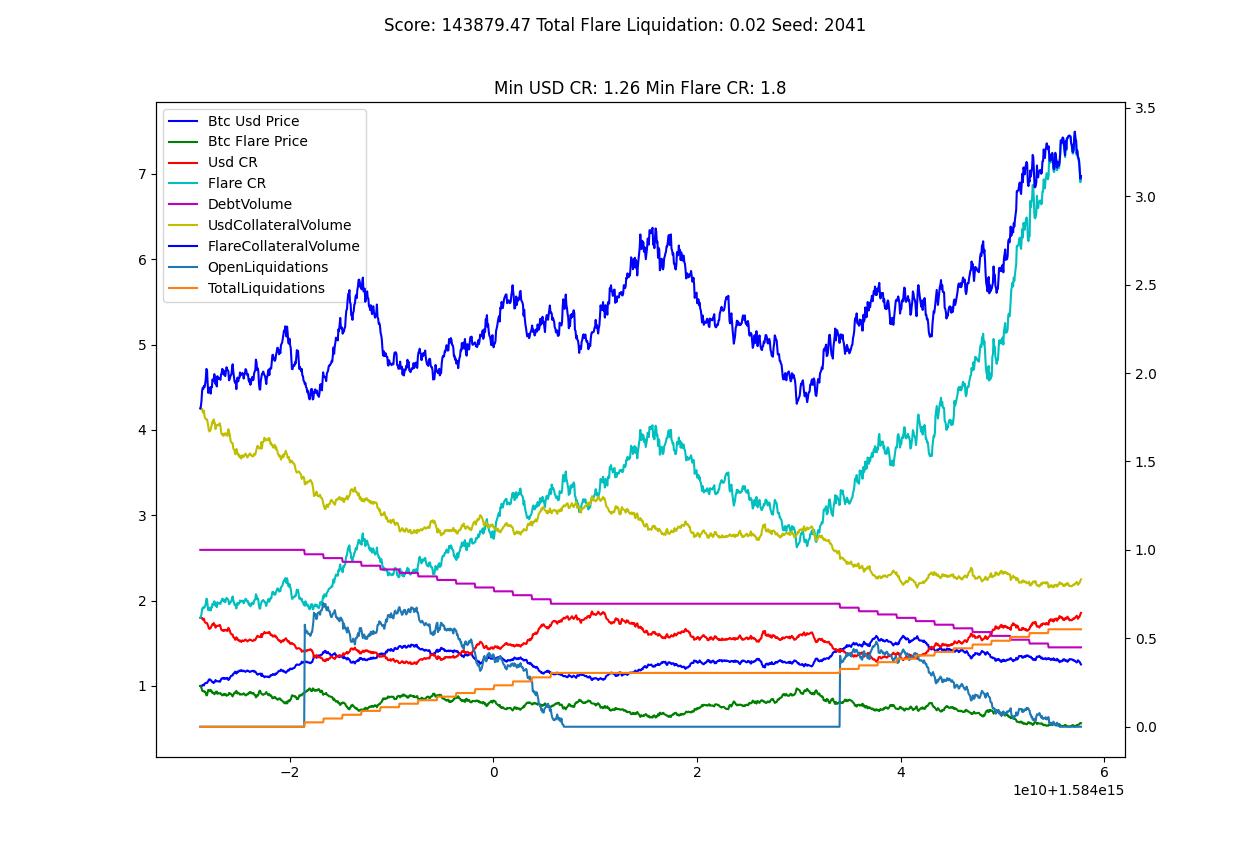 Score: 143879.47 Total Flare Liquidation: 0.02 Seed: 2041
Min USD CR: 1.26 Min Flare CR: 1.8
Btc Usd Price
Btc Flare Price
Usd CR
Flare CR
DebtVolume
UsdCollateralVolume
FlareCollateralVolume
OpenLiquidations
TotalLiquidations
7
6
5
4
3
2
1
3.5
3.0
2.5
2.0
1.5
1.0
0.5
0.0
−2
0
2
4
6
1e10+1.584e15